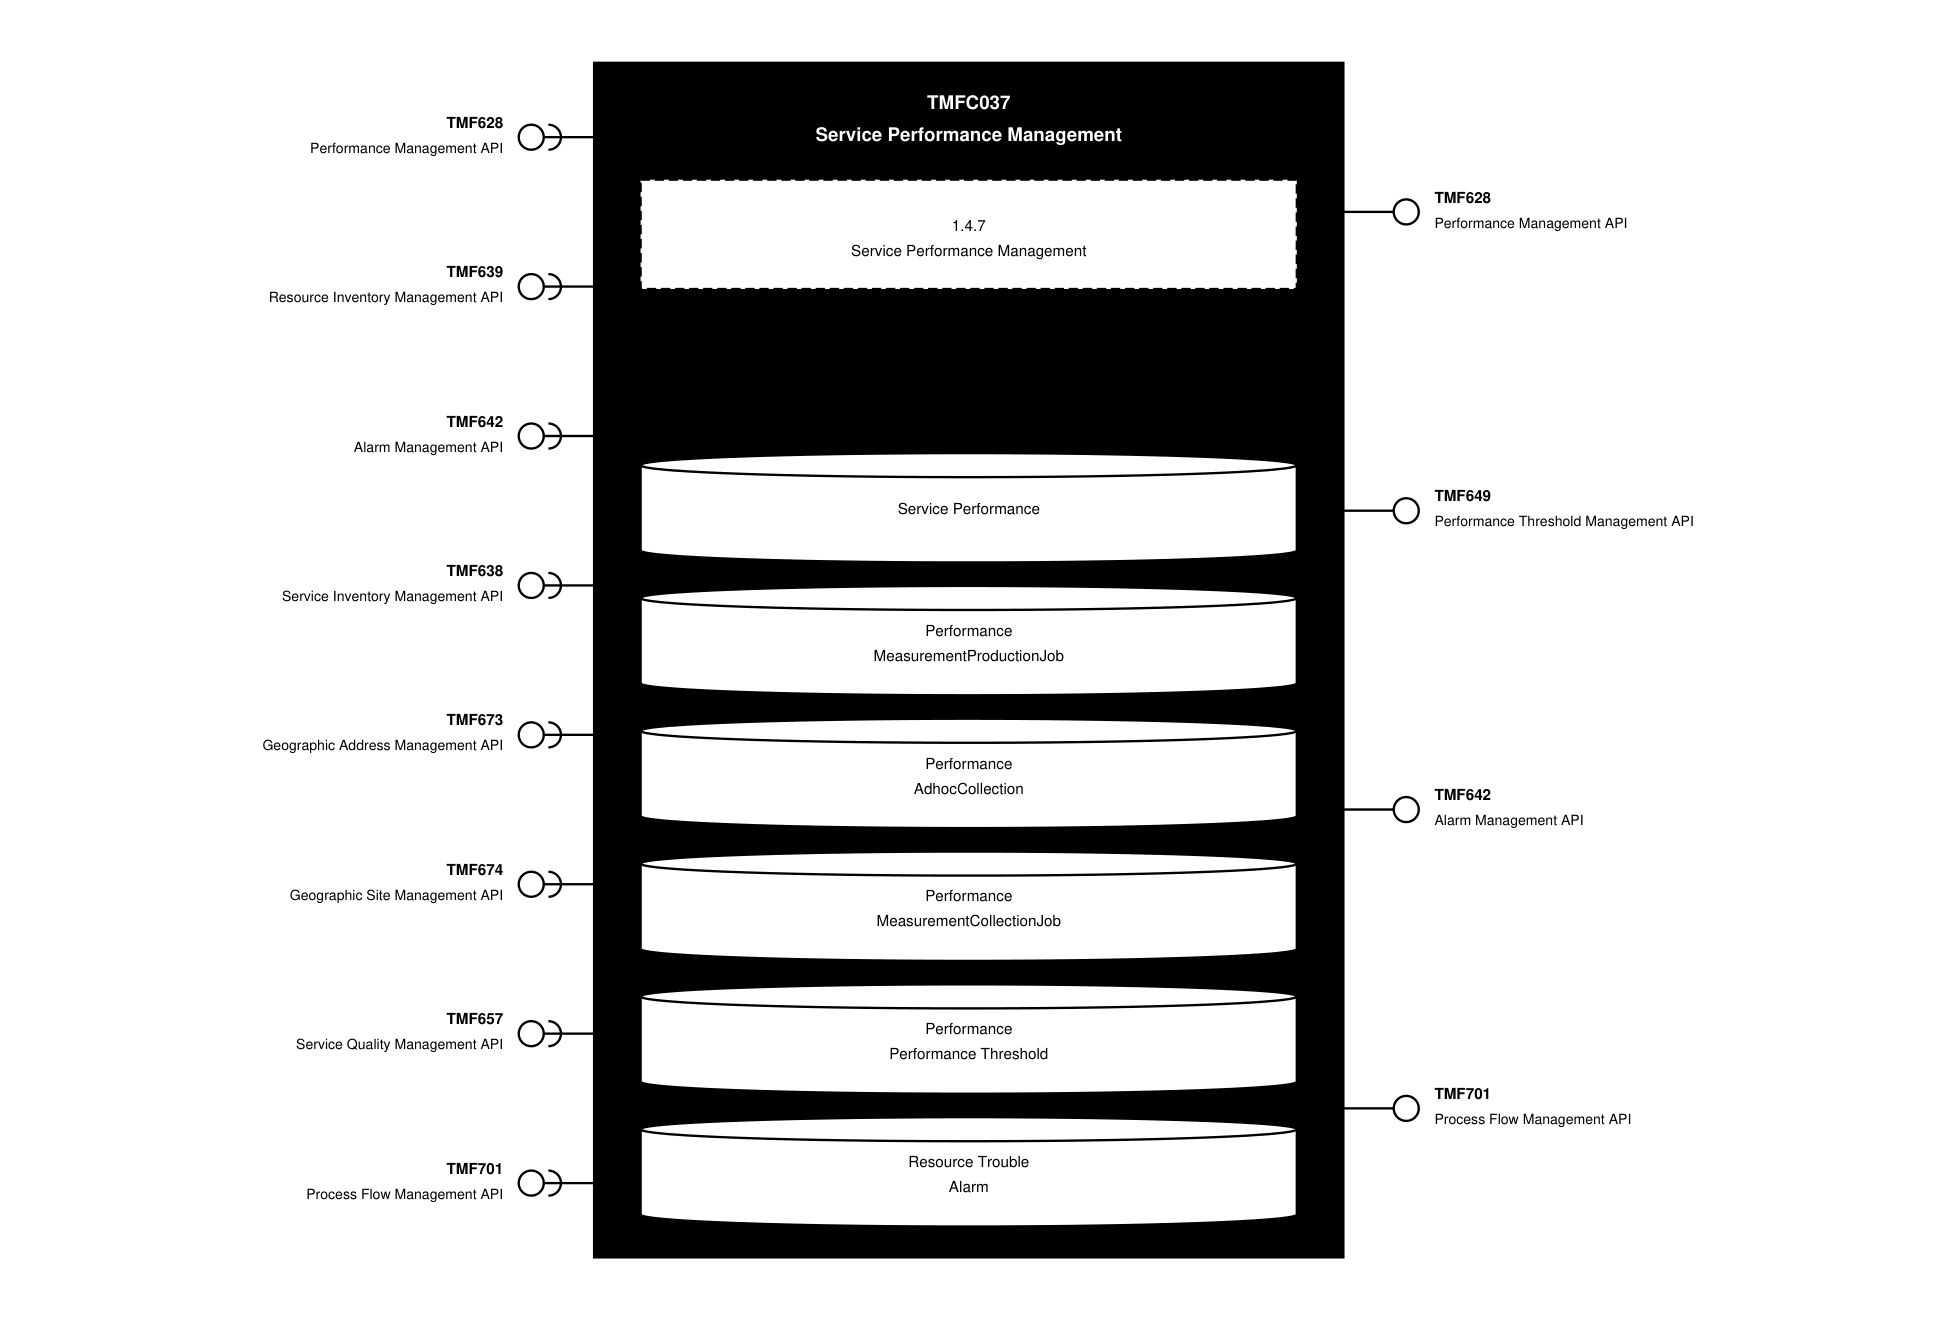 TMFC037
Service Performance Management
1.4.7
Service Performance Management
Service Performance
Performance
MeasurementProductionJob
Performance
AdhocCollection
Performance
MeasurementCollectionJob
Performance
Performance Threshold
Resource Trouble
Alarm
TMF628
Performance Management API
TMF639
Resource Inventory Management API
TMF642
Alarm Management API
TMF638
Service Inventory Management API
TMF673
Geographic Address Management API
TMF674
Geographic Site Management API
TMF657
Service Quality Management API
TMF701
Process Flow Management API
TMF628
Performance Management API
TMF649
Performance Threshold Management API
TMF642
Alarm Management API
TMF701
Process Flow Management API